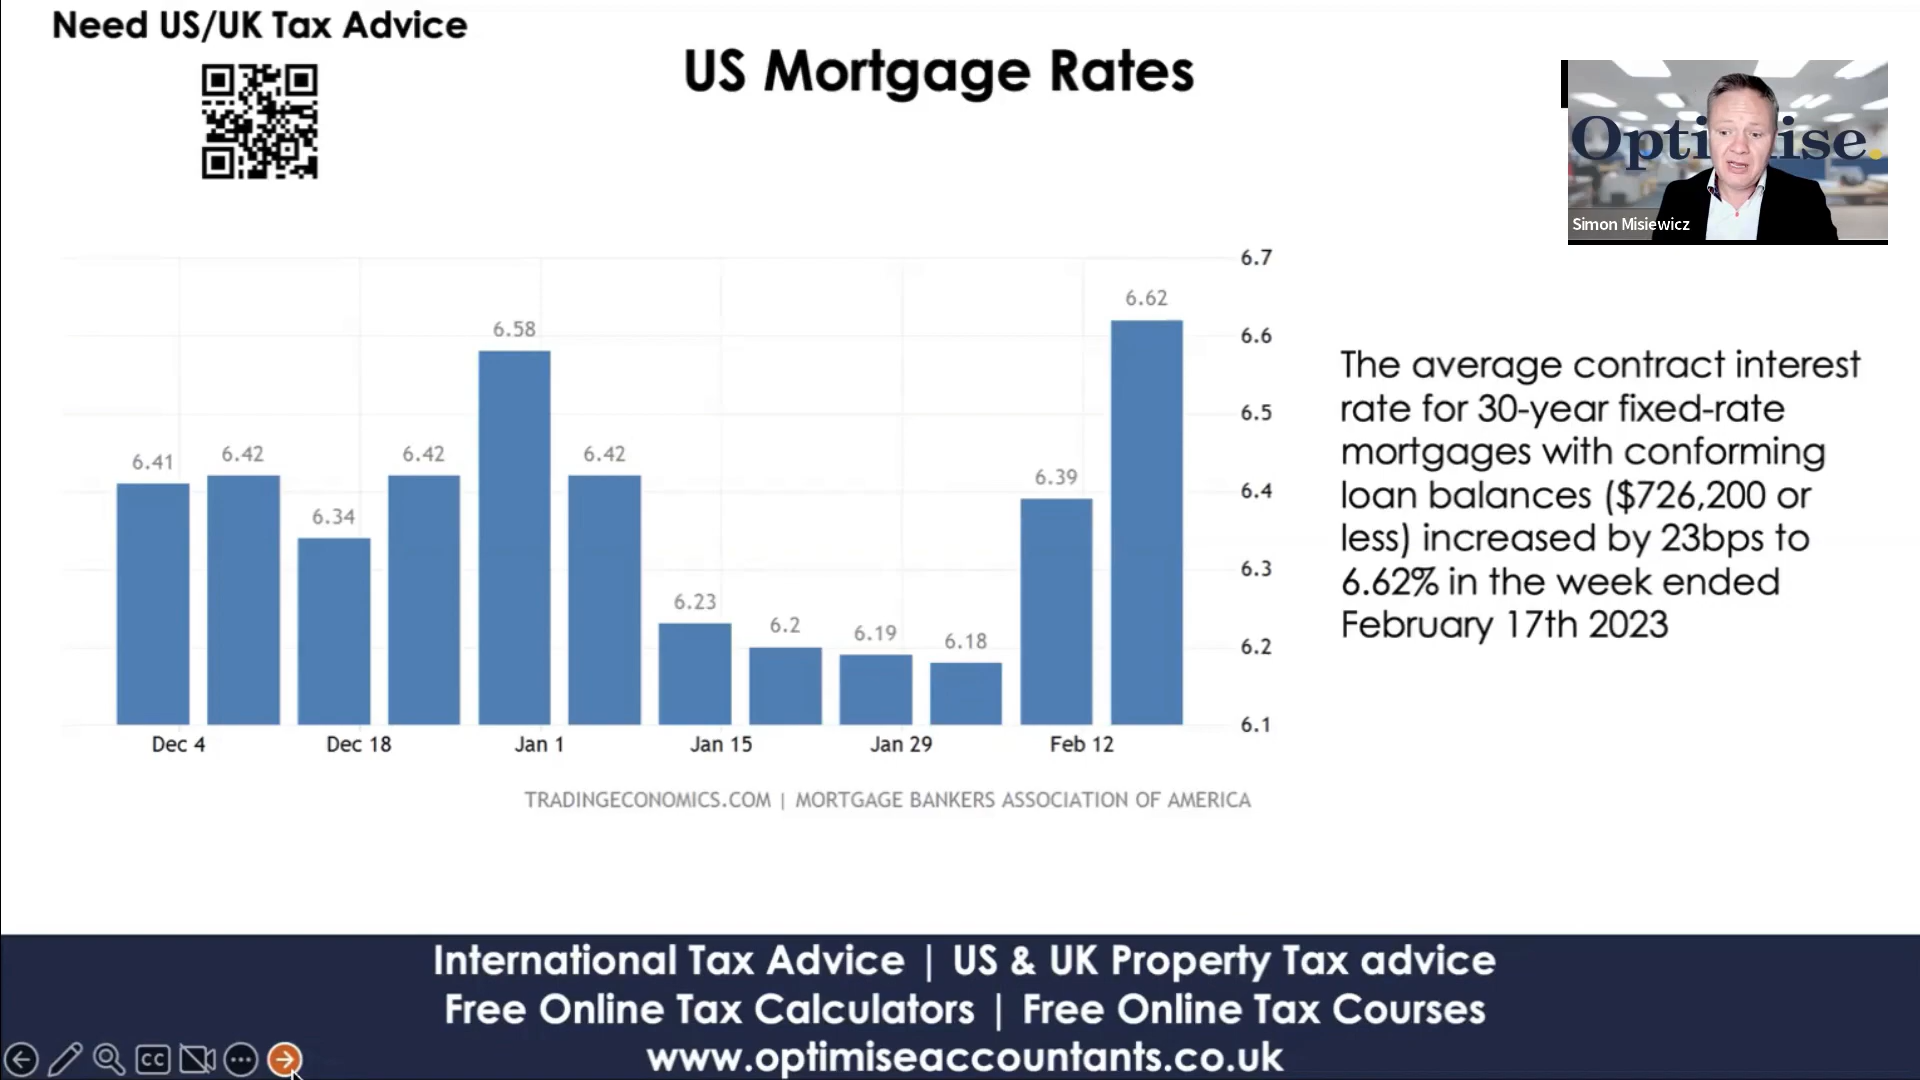 Need US/UK Tax Advice
US Mortgage Rates
Optimise.
Simon Misiewicz
6.7
6.6
6.5
6.4
6.3
6.2
6.1
6.41
6.42
6.34
6.42
6.58
6.42
6.23
6.2
6.19
6.18
6.39
6.62
Dec 4
Dec 18
Jan 1
Jan 15
Jan 29
Feb 12
TRADINGECONOMICS.COM | MORTGAGE BANKERS ASSOCIATION OF AMERICA
The average contract interest
rate for 30-year fixed-rate
mortgages with conforming
loan balances ($726,200 or
less) increased by 23bps to
6.62% in the week ended
February 17th 2023
International Tax Advice | US & UK Property Tax advice
Free Online Tax Calculators | Free Online Tax Courses
www.optimiseaccountants.co.uk
CC